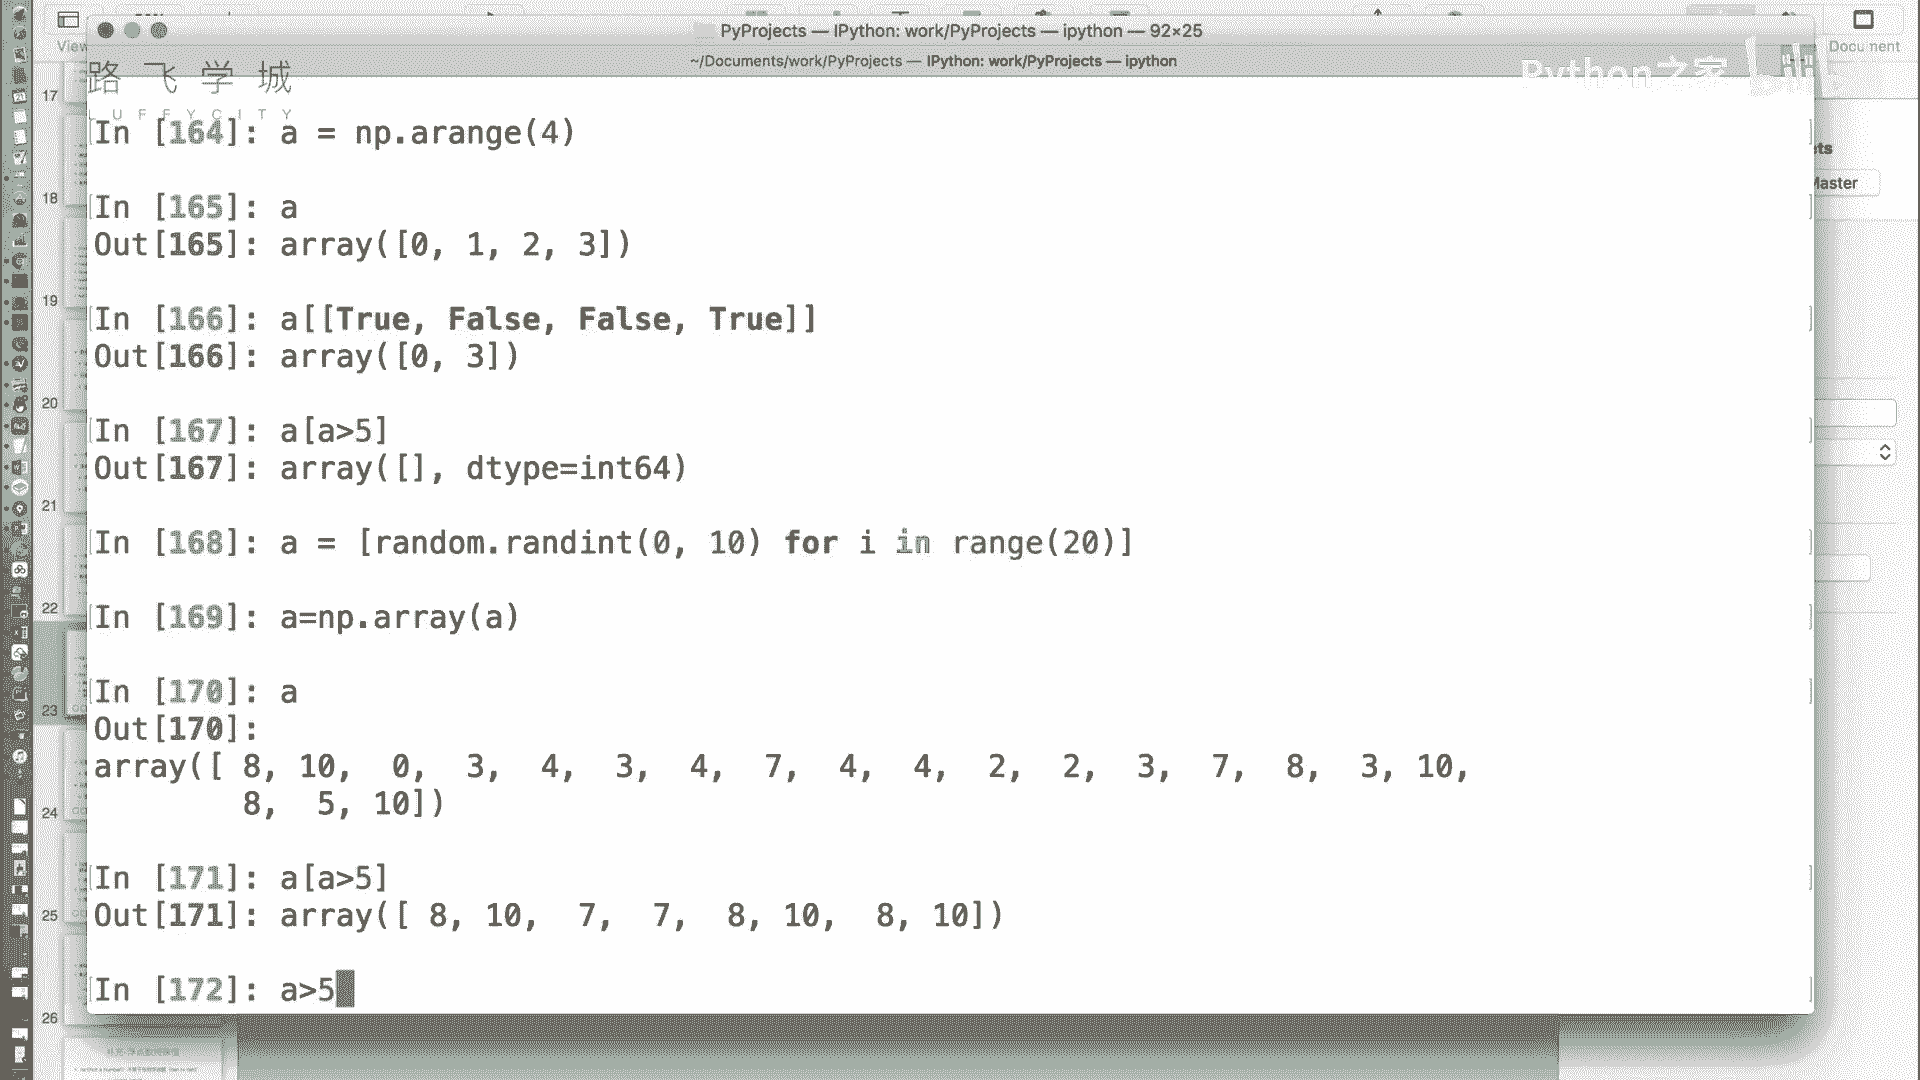 PyProjects — IPython: work/PyProjects — ipython — 92×25
View
Document
~/Documents/work/PyProjects — IPython: work/PyProjects — ipython
路飞学城
LUFFYCITY
Python之家
bili
In [164]: a = np.arange(4)
In [165]: a
Out[165]: array([0, 1, 2, 3])
In [166]: a[[True, False, False, True]]
Out[166]: array([0, 3])
In [167]: a[a>5]
Out[167]: array([], dtype=int64)
In [168]: a = [random.randint(0, 10) for i in range(20)]
In [169]: a=np.array(a)
In [170]: a
Out[170]:
array([ 8, 10,  0,  3,  4,  3,  4,  7,  4,  4,  2,  2,  3,  7,  8,  3, 10,
        8,  5, 10])
In [171]: a[a>5]
Out[171]: array([ 8, 10,  7,  7,  8, 10,  8, 10])
In [172]: a>5
17
18
19
20
21
22
23
24
25
26
ts
Master